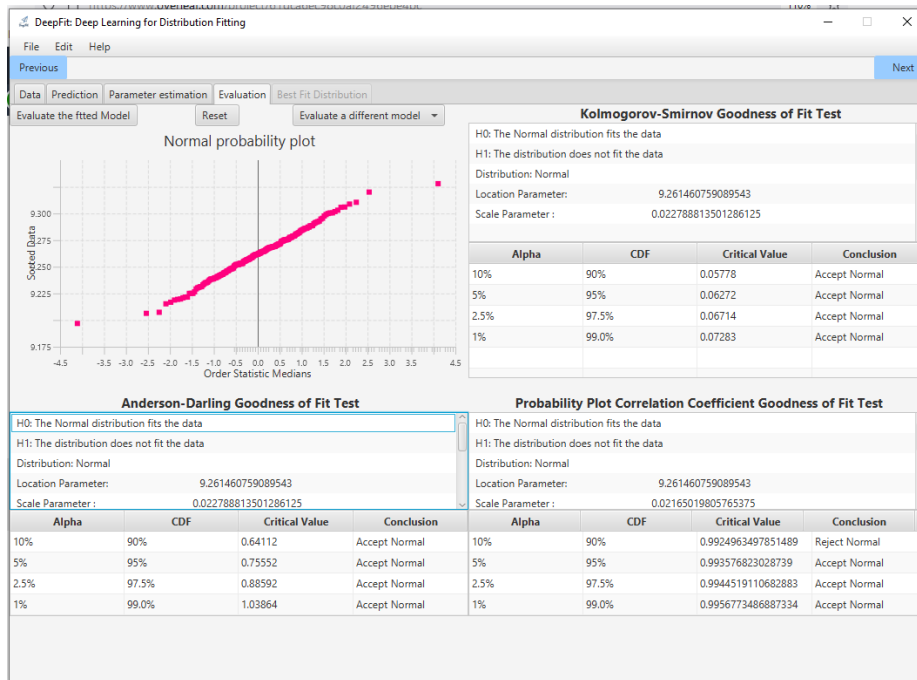 DeepFit: Deep Learning for Distribution Fitting
File Edit Help
Previous Next
Data Prediction Parameter estimation Evaluation Best Fit Distribution
Evaluate the ftted Model Reset Evaluate a different model
Normal probability plot
Sorted Data
9.300
9.275
9.250
9.225
9.175
-4.5 -3.5 -3.0 -2.5 -2.0 -1.5 -1.0 -0.5 0.0 0.5 1.0 1.5 2.0 2.5 3.0 3.5 4.5
Order Statistic Medians
Kolmogorov-Smirnov Goodness of Fit Test
H0: The Normal distribution fits the data
H1: The distribution does not fit the data
Distribution: Normal
Location Parameter: 9.261460759089543
Scale Parameter : 0.022788813501286125
Alpha CDF Critical Value Conclusion
10% 90% 0.05778 Accept Normal
5% 95% 0.06272 Accept Normal
2.5% 97.5% 0.06714 Accept Normal
1% 99.0% 0.07283 Accept Normal
Anderson-Darling Goodness of Fit Test
H0: The Normal distribution fits the data
H1: The distribution does not fit the data
Distribution: Normal
Location Parameter: 9.261460759089543
Scale Parameter : 0.022788813501286125
Alpha CDF Critical Value Conclusion
10% 90% 0.64112 Accept Normal
5% 95% 0.75552 Accept Normal
2.5% 97.5% 0.88592 Accept Normal
1% 99.0% 1.03864 Accept Normal
Probability Plot Correlation Coefficient Goodness of Fit Test
H0: The Normal distribution fits the data
H1: The distribution does not fit the data
Distribution: Normal
Location Parameter: 9.261460759089543
Scale Parameter : 0.02165019805765375
Alpha CDF Critical Value Conclusion
10% 90% 0.9924963497851489 Reject Normal
5% 95% 0.993576823028739 Accept Normal
2.5% 97.5% 0.9944519110682883 Accept Normal
1% 99.0% 0.9956773486887334 Accept Normal